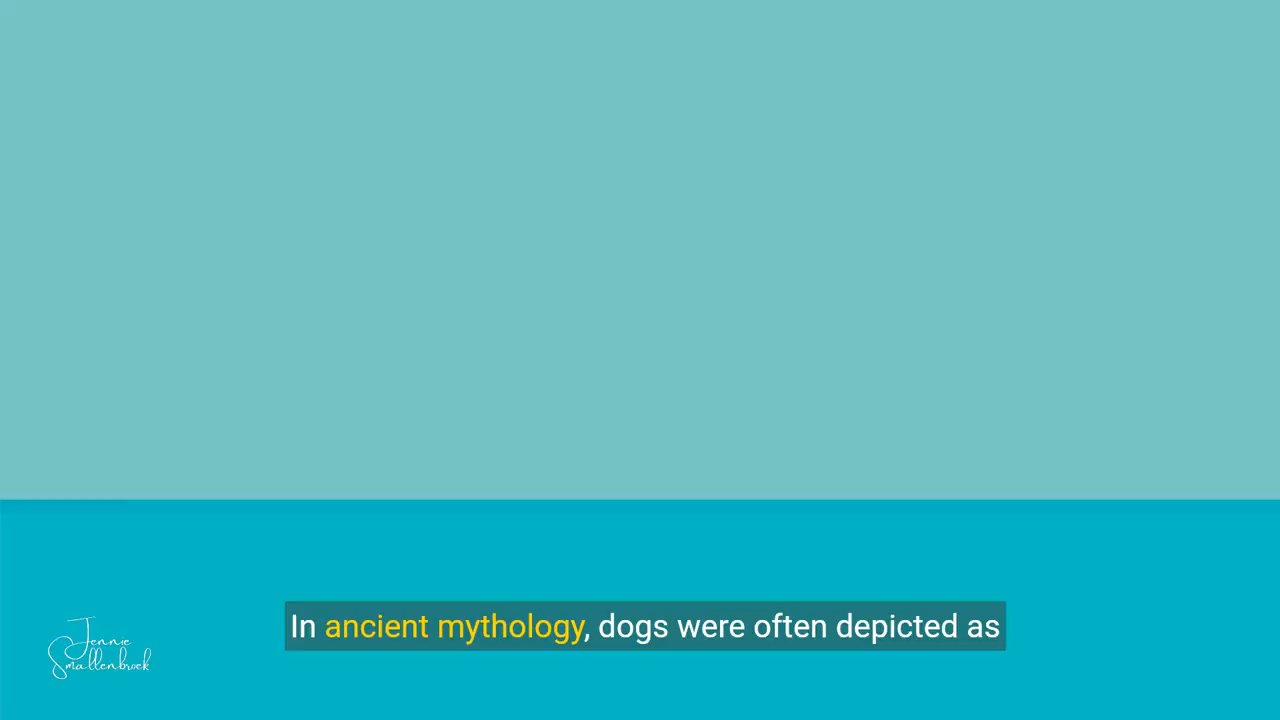 In ancient mythology, dogs were often depicted as
Jennie
Smallenbroek